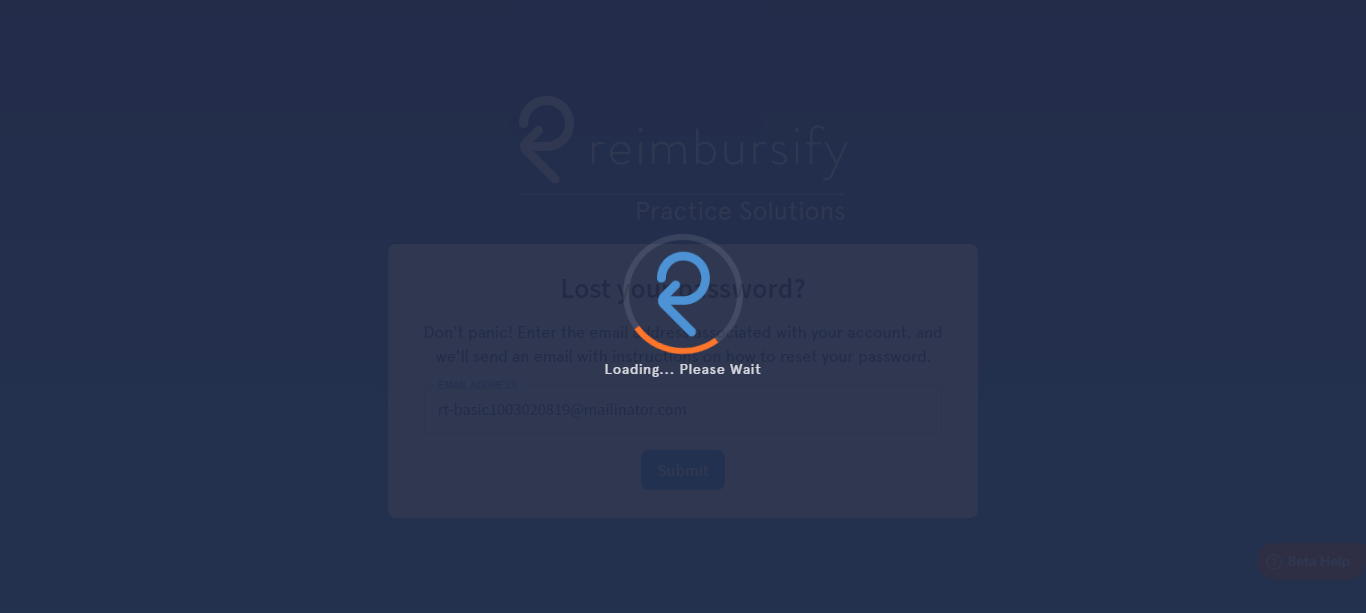 reimbursify
Practice Solutions
Lost your password?
Don't panic! Enter the email address associated with your account, and
we'll send an email with instructions on how to reset your password.
Loading... Please Wait
EMAIL ADDRESS
rt-basic1003020819@mailinator.com
Submit
Beta Help